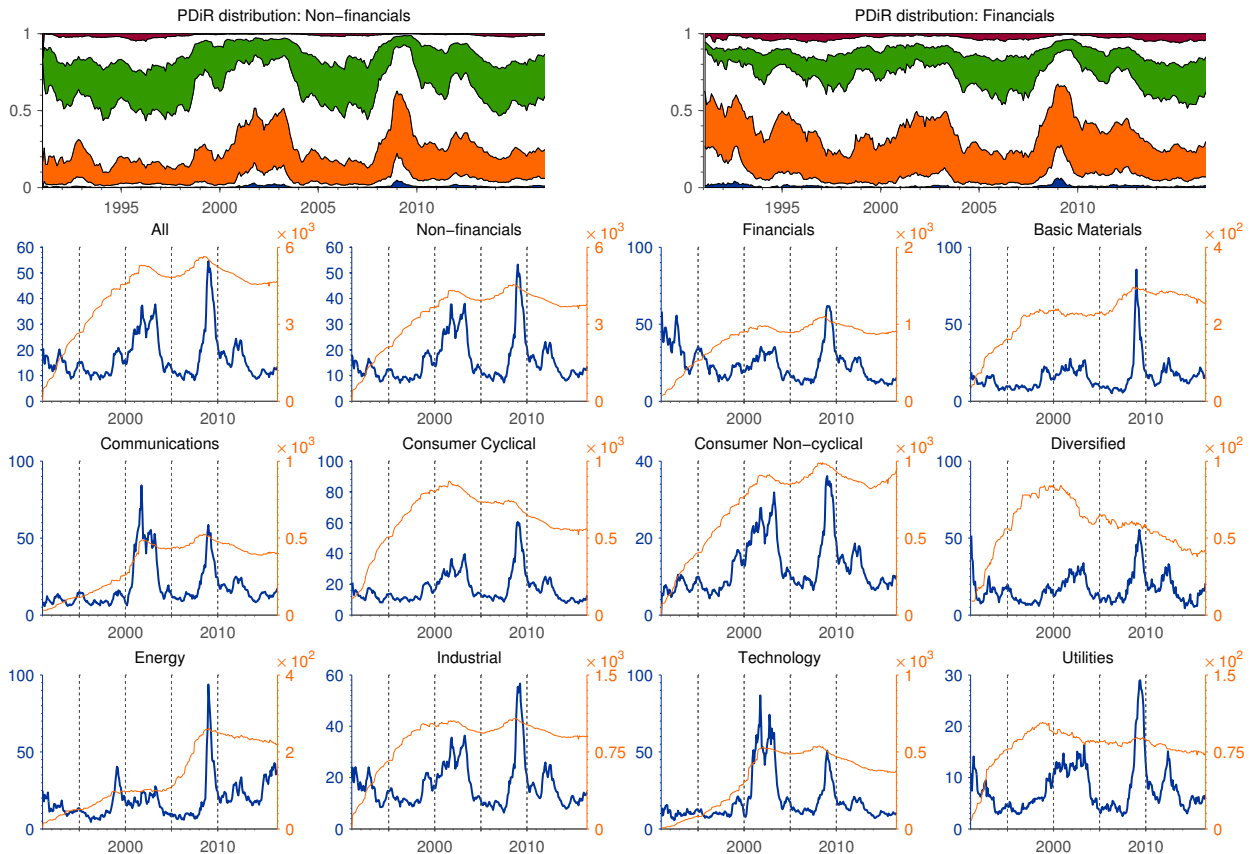 PDiR distribution: Non−financials PDiR distribution: Financials
1 1
0.5 0.5
0 0
1995 2000 2005 2010 1995 2000 2005 2010
All Non−financials Financials Basic Materials
× 10³ × 10³ × 10³ × 10²
60 6 60 6 100 2 100 4
50 50
40 75 75
30 3 30 3 50 1 50 2
20 20
10 10 25 25
0 0 0 0 0 0 0 0
2000 2010 2000 2010 2000 2010 2000 2010
Communications Consumer Cyclical Consumer Non−cyclical Diversified
× 10³ × 10³ × 10³ × 10²
100 1 100 1 40 1 100 1
80
60
50 0.5 0.5 20 0.5 50 0.5
40
20
0 0 0 0 0 0 0 0
2000 2010 2000 2010 2000 2010 2000 2010
Energy Industrial Technology Utilities
× 10² × 10³ × 10³ × 10²
100 4 60 1.5 100 1 30 1.5
40 20
50 2 0.75 50 0.5 0.75
20 10
0 0 0 0 0 0 0 0
2000 2010 2000 2010 2000 2010 2000 2010